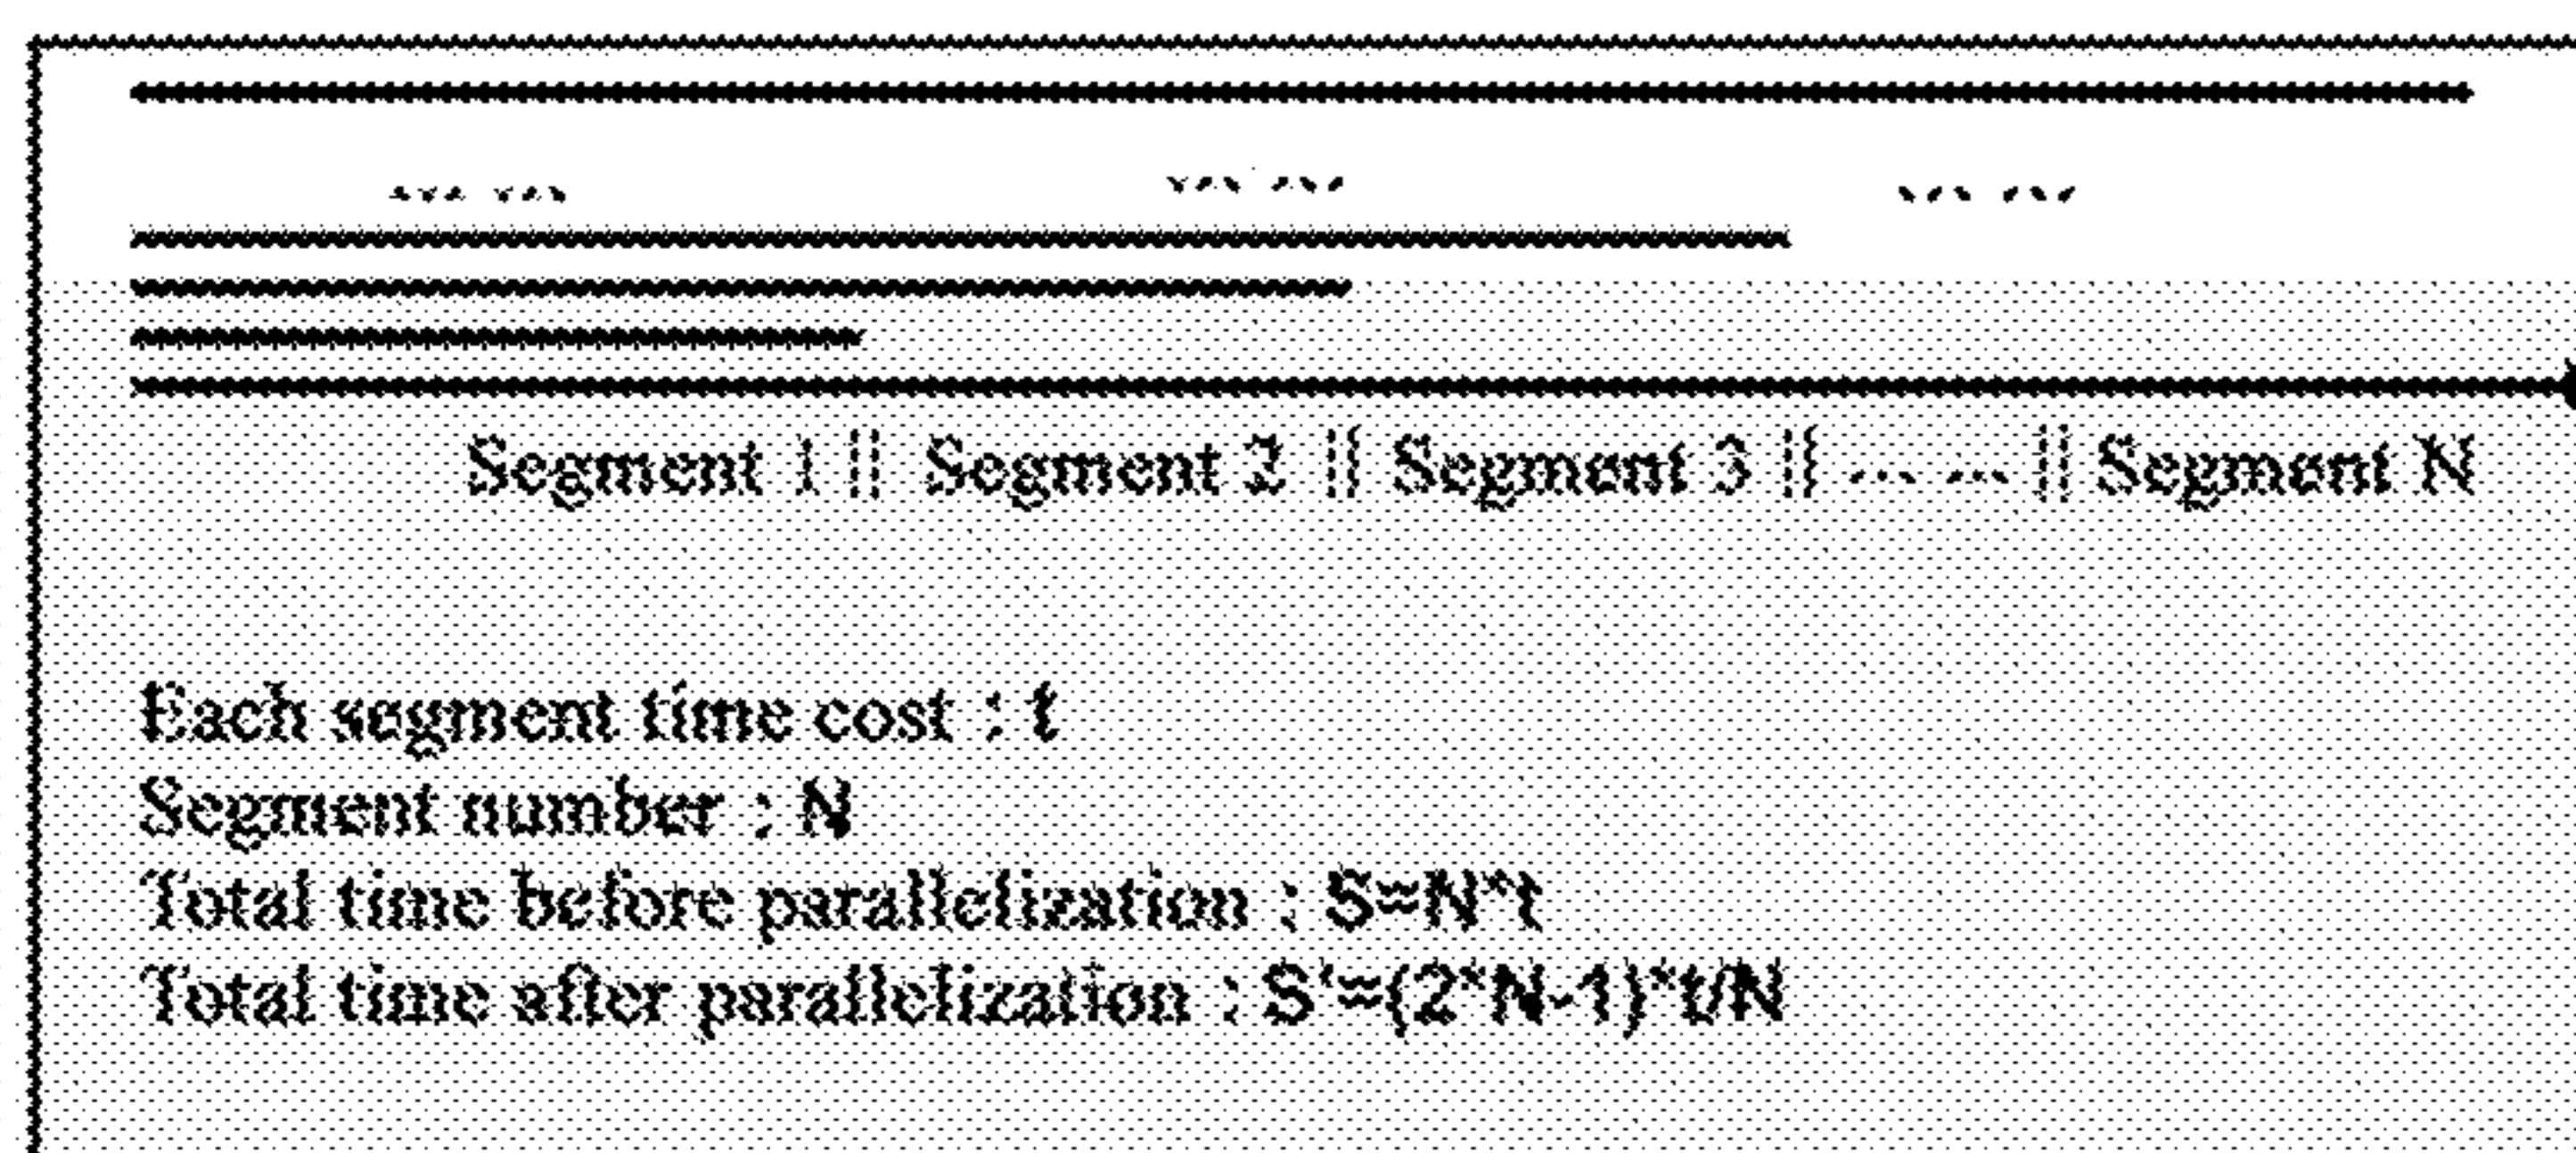 ... ... ... ... ... ...
Segment 1 || Segment 2 || Segment 3 || ... ... || Segment N
Each segment time cost : t
Segment number : N
Total time before parallelization : S≈N*t
Total time after parallelization : S'≈(2*N-1)*t/N